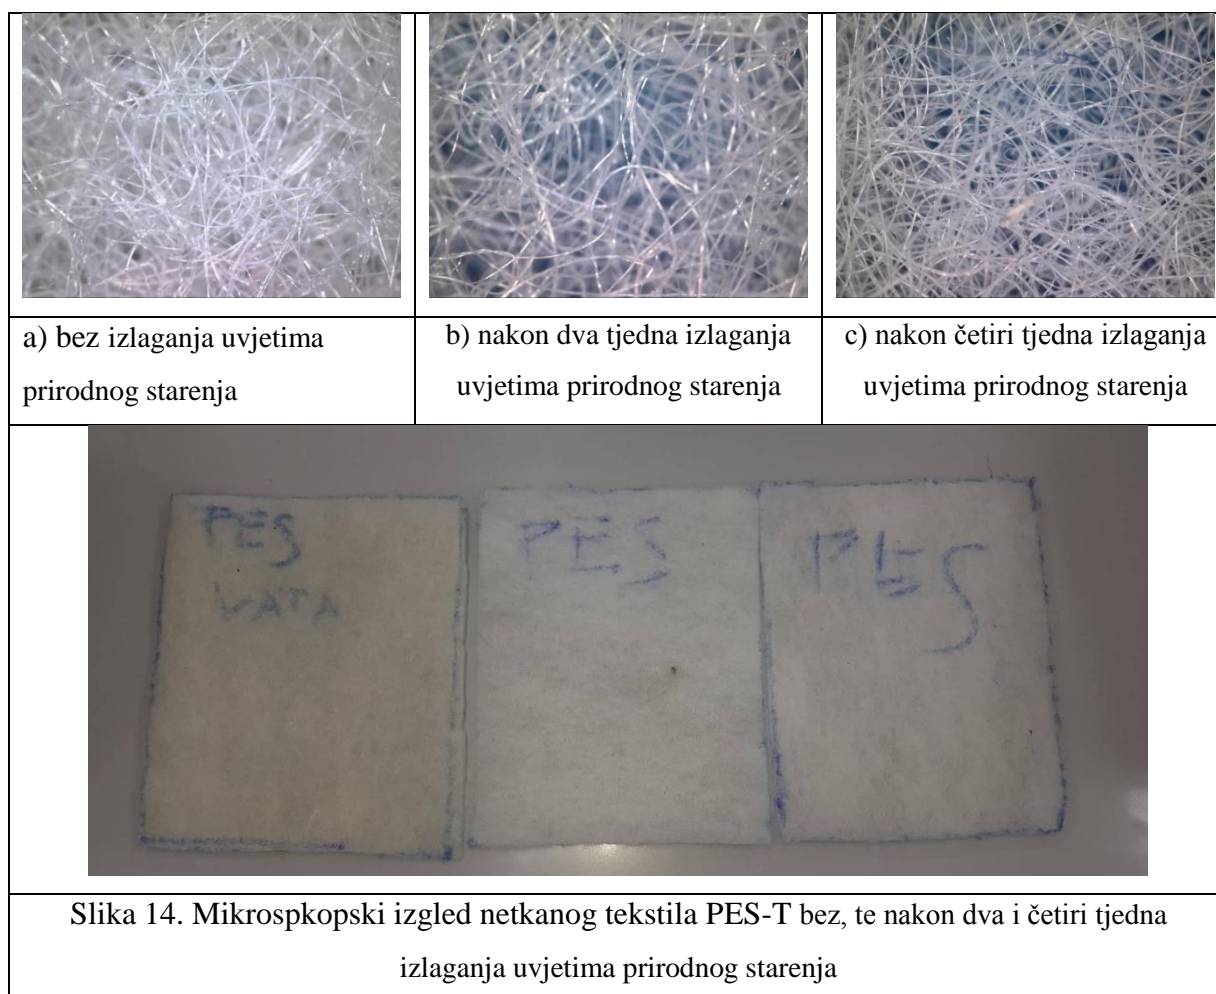 a) bez izlaganja uvjetima
prirodnog starenja
b) nakon dva tjedna izlaganja
uvjetima prirodnog starenja
c) nakon četiri tjedna izlaganja
uvjetima prirodnog starenja
PES
VATA
PES
PES
Slika 14. Mikrospkopski izgled netkanog tekstila PES-T bez, te nakon dva i četiri tjedna
izlaganja uvjetima prirodnog starenja